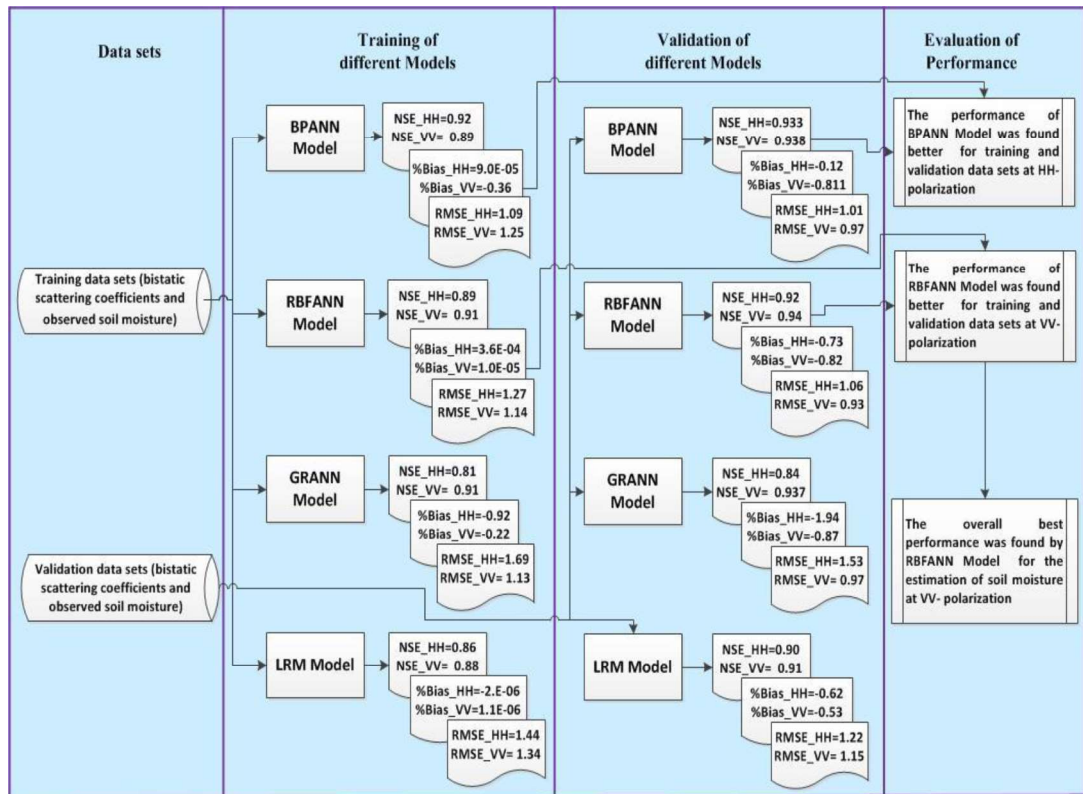 Data sets
Training of
different Models
Validation of
different Models
Evaluation of
Performance
Training data sets (bistatic
scattering coefficients and
observed soil moisture)
Validation data sets (bistatic
scattering coefficients and
observed soil moisture)
BPANN
Model
NSE_HH=0.92
NSE_VV= 0.89
%Bias_HH=9.0E-05
%Bias_VV=-0.36
RMSE_HH=1.09
RMSE_VV= 1.25
RBFANN
Model
NSE_HH=0.89
NSE_VV= 0.91
%Bias_HH=3.6E-04
%Bias_VV=1.0E-05
RMSE_HH=1.27
RMSE_VV= 1.14
GRANN
Model
NSE_HH=0.81
NSE_VV= 0.91
%Bias_HH=-0.92
%Bias_VV=-0.22
RMSE_HH=1.69
RMSE_VV= 1.13
LRM Model
NSE_HH=0.86
NSE_VV= 0.88
%Bias_HH=-2.E-06
%Bias_VV=1.1E-06
RMSE_HH=1.44
RMSE_VV= 1.34
BPANN
Model
NSE_HH=0.933
NSE_VV= 0.938
%Bias_HH=-0.12
%Bias_VV=-0.811
RMSE_HH=1.01
RMSE_VV= 0.97
RBFANN
Model
NSE_HH=0.92
NSE_VV= 0.94
%Bias_HH=-0.73
%Bias_VV=-0.82
RMSE_HH=1.06
RMSE_VV= 0.93
GRANN
Model
NSE_HH=0.84
NSE_VV= 0.937
%Bias_HH=-1.94
%Bias_VV=-0.87
RMSE_HH=1.53
RMSE_VV= 0.97
LRM Model
NSE_HH=0.90
NSE_VV= 0.91
%Bias_HH=-0.62
%Bias_VV=-0.53
RMSE_HH=1.22
RMSE_VV= 1.15
The performance of
BPANN Model was found
better for training and
validation data sets at HH-
polarization
The performance of
RBFANN Model was found
better for training and
validation data sets at VV-
polarization
The overall best
performance was found by
RBFANN Model for the
estimation of soil moisture
at VV- polarization